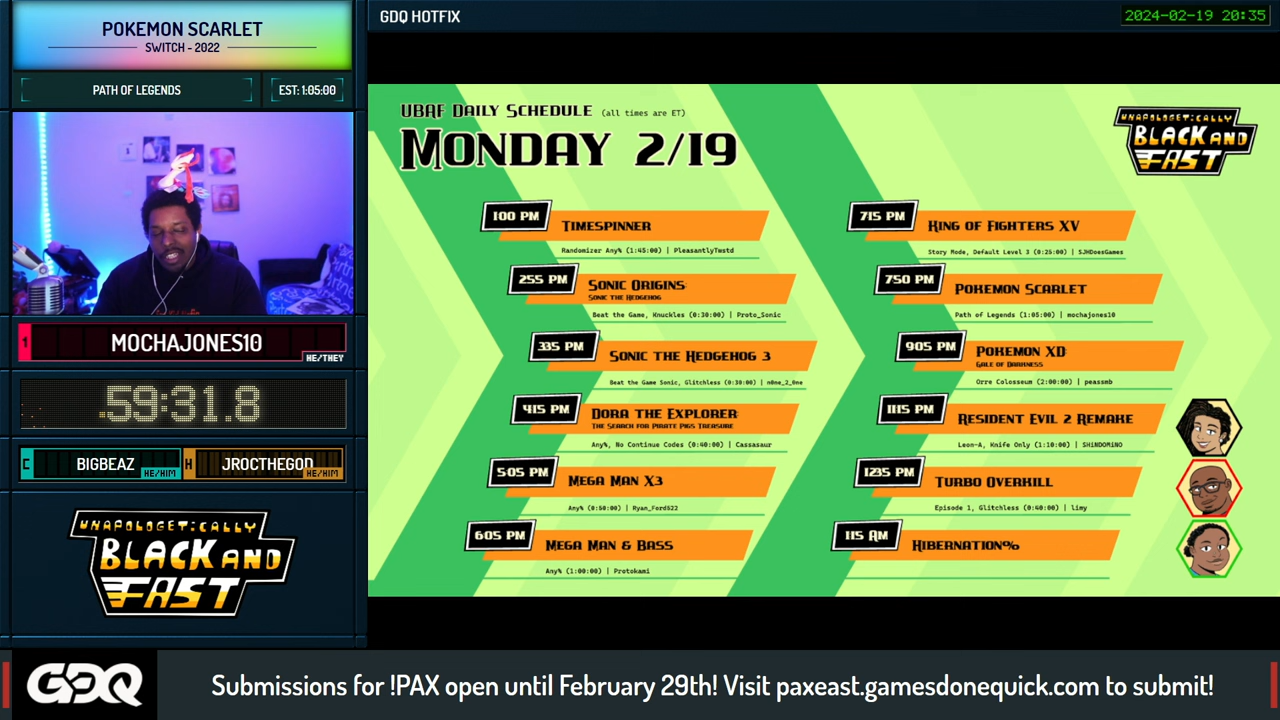 POKEMON SCARLET
SWITCH - 2022
PATH OF LEGENDS
EST: 1:05:00
1
MOCHAJONES10
HE/THEY
59:31.8
C
BIGBEAZ
HE/HIM
H
JROCTHEGOD
HE/HIM
UNAPOLOGETICALLY
BLACK AND
FAST
GDQ HOTFIX
2024-02-19 20:35
UBAF DAILY SCHEDULE (all times are ET)
MONDAY 2/19
UNAPOLOGETICALLY
BLACK AND
FAST
100 PM
TIMESPINNER
Randomizer Any% (1:45:00) | PleasantlyTwstd
255 PM
SONIC ORIGINS
SONIC THE HEDGEHOG
Beat the Game, Knuckles (0:30:00) | Proto_Sonic
335 PM
SONIC THE HEDGEHOG 3
Beat the Game Sonic, Glitchless (0:30:00) | n0ne_2_0ne
415 PM
DORA THE EXPLORER
THE SEARCH FOR PIRATE PIGS TREASURE
Any%, No Continue Codes (0:40:00) | Cassasaur
505 PM
MEGA MAN X3
Any% (0:50:00) | Ryan_Ford522
605 PM
MEGA MAN & BASS
Any% (1:00:00) | Protokami
715 PM
KING OF FIGHTERS XV
Story Mode, Default Level 3 (0:25:00) | SJHDoesGames
750 PM
POKEMON SCARLET
Path of Legends (1:05:00) | mochajones10
905 PM
POKEMON XD
GALE OF DARKNESS
Orre Colosseum (2:00:00) | peassmb
1115 PM
RESIDENT EVIL 2 REMAKE
Leon-A, Knife Only (1:10:00) | SHiNDOMiNO
1235 PM
TURBO OVERKILL
Episode 1, Glitchless (0:40:00) | limy
115 AM
HIBERNATION%
GDQ
Submissions for !PAX open until February 29th! Visit paxeast.gamesdonequick.com to submit!